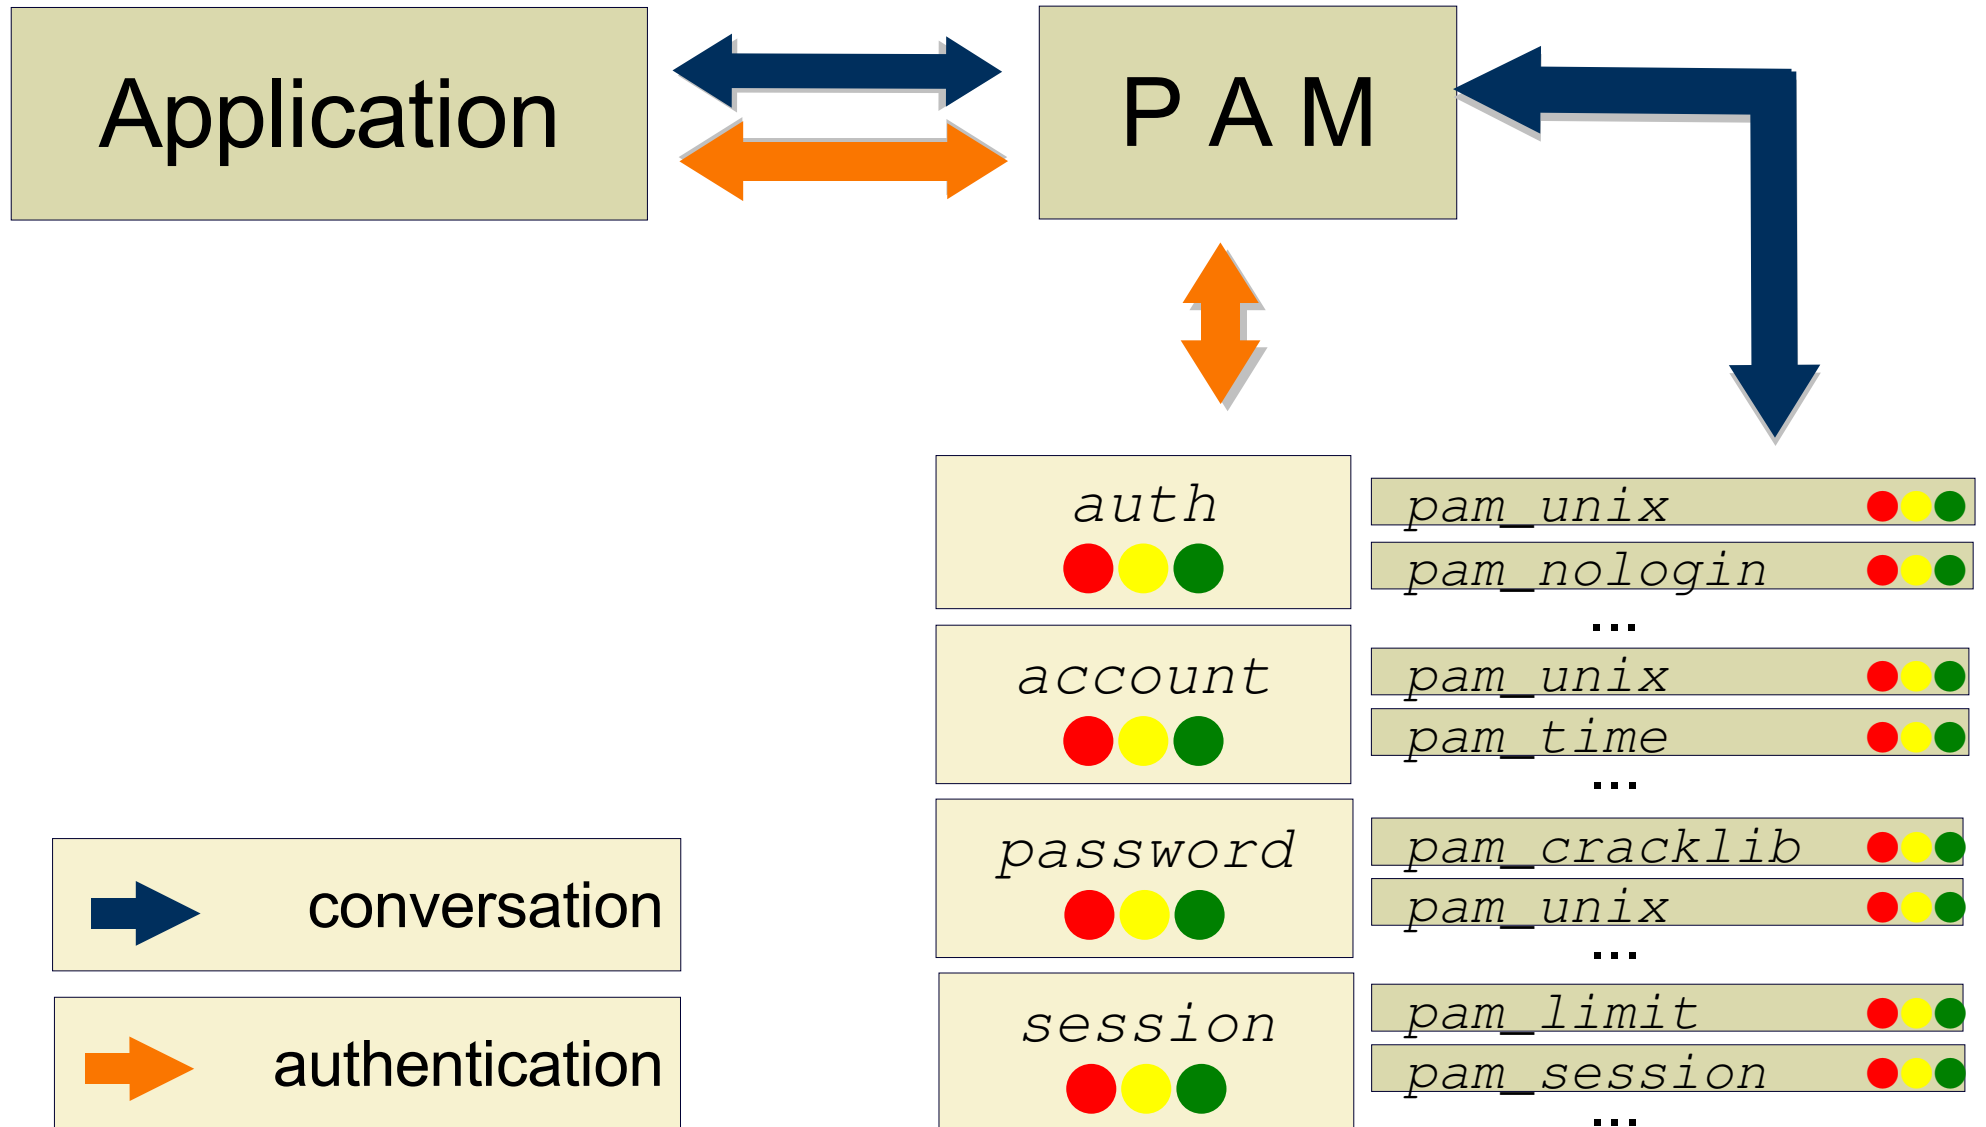 Application
P A M
auth
pam_unix
pam_nologin
...
account
pam_unix
pam_time
...
password
pam_cracklib
pam_unix
...
session
pam_limit
pam_session
...
conversation
authentication